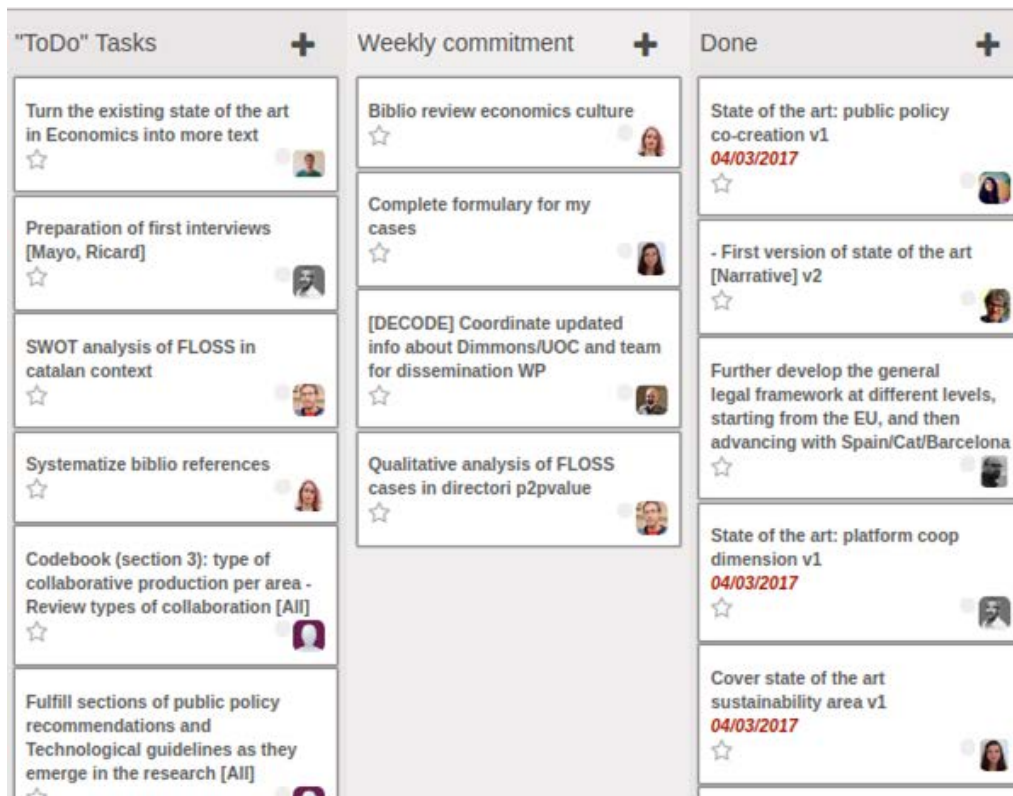 "ToDo" Tasks
Turn the existing state of the art
in Economics into more text
Preparation of first interviews
[Mayo, Ricard]
SWOT analysis of FLOSS in
catalan context
Systematize biblio references
Codebook (section 3): type of
collaborative production per area -
Review types of collaboration [All]
Fulfill sections of public policy
recommendations and
Technological guidelines as they
emerge in the research [All]
Weekly commitment
Biblio review economics culture
Complete formulary for my
cases
[DECODE] Coordinate updated
info about Dimmons/UOC and team
for dissemination WP
Qualitative analysis of FLOSS
cases in directori p2pvalue
Done
State of the art: public policy
co-creation v1
04/03/2017
- First version of state of the art
[Narrative] v2
Further develop the general
legal framework at different levels,
starting from the EU, and then
advancing with Spain/Cat/Barcelona
State of the art: platform coop
dimension v1
04/03/2017
Cover state of the art
sustainability area v1
04/03/2017